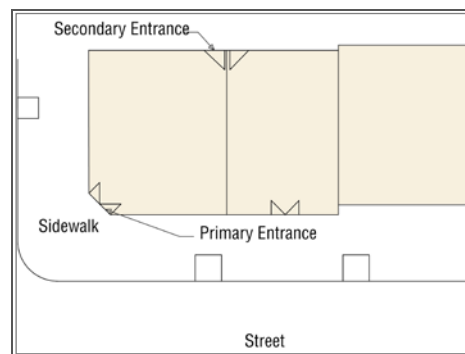 Secondary Entrance
Sidewalk
Primary Entrance
Street